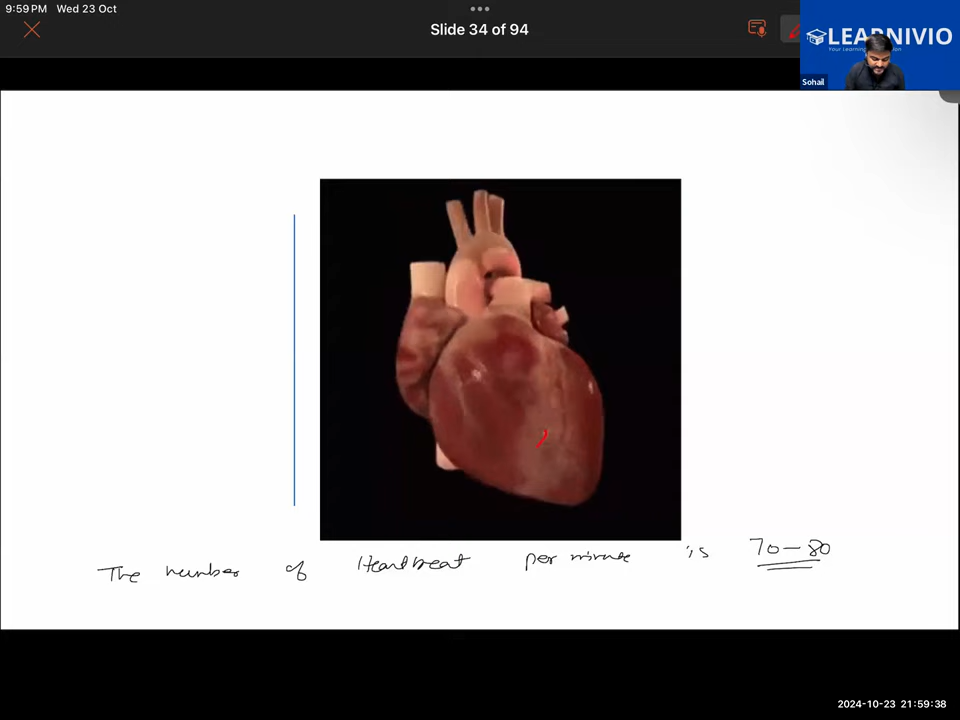 9:59 PM Wed 23 Oct
Slide 34 of 94
LEARNIVIO
Sohail
The number of Heartbeat per minute is 70-80
2024-10-23 21:59:38